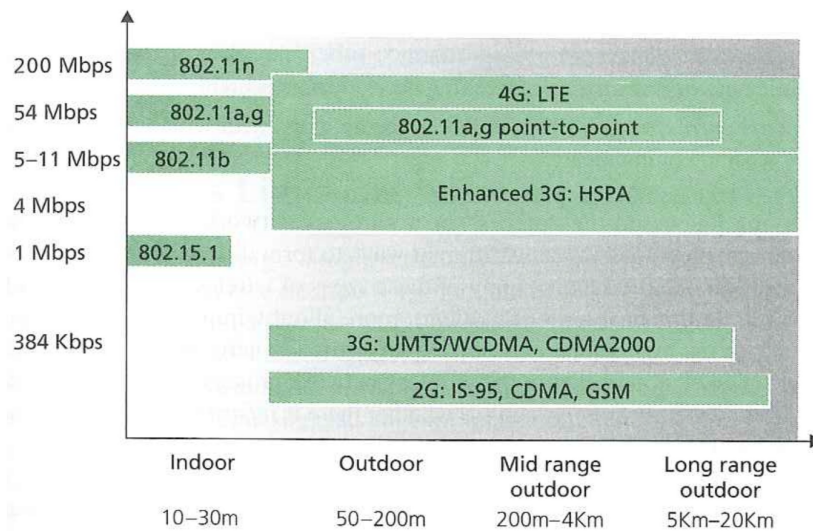 200 Mbps
802.11n
54 Mbps
802.11a,g
4G: LTE
802.11a,g point-to-point
5–11 Mbps
802.11b
4 Mbps
Enhanced 3G: HSPA
1 Mbps
802.15.1
384 Kbps
3G: UMTS/WCDMA, CDMA2000
2G: IS-95, CDMA, GSM
Indoor
Outdoor
Mid range
outdoor
Long range
outdoor
10–30m
50–200m
200m–4Km
5Km–20Km